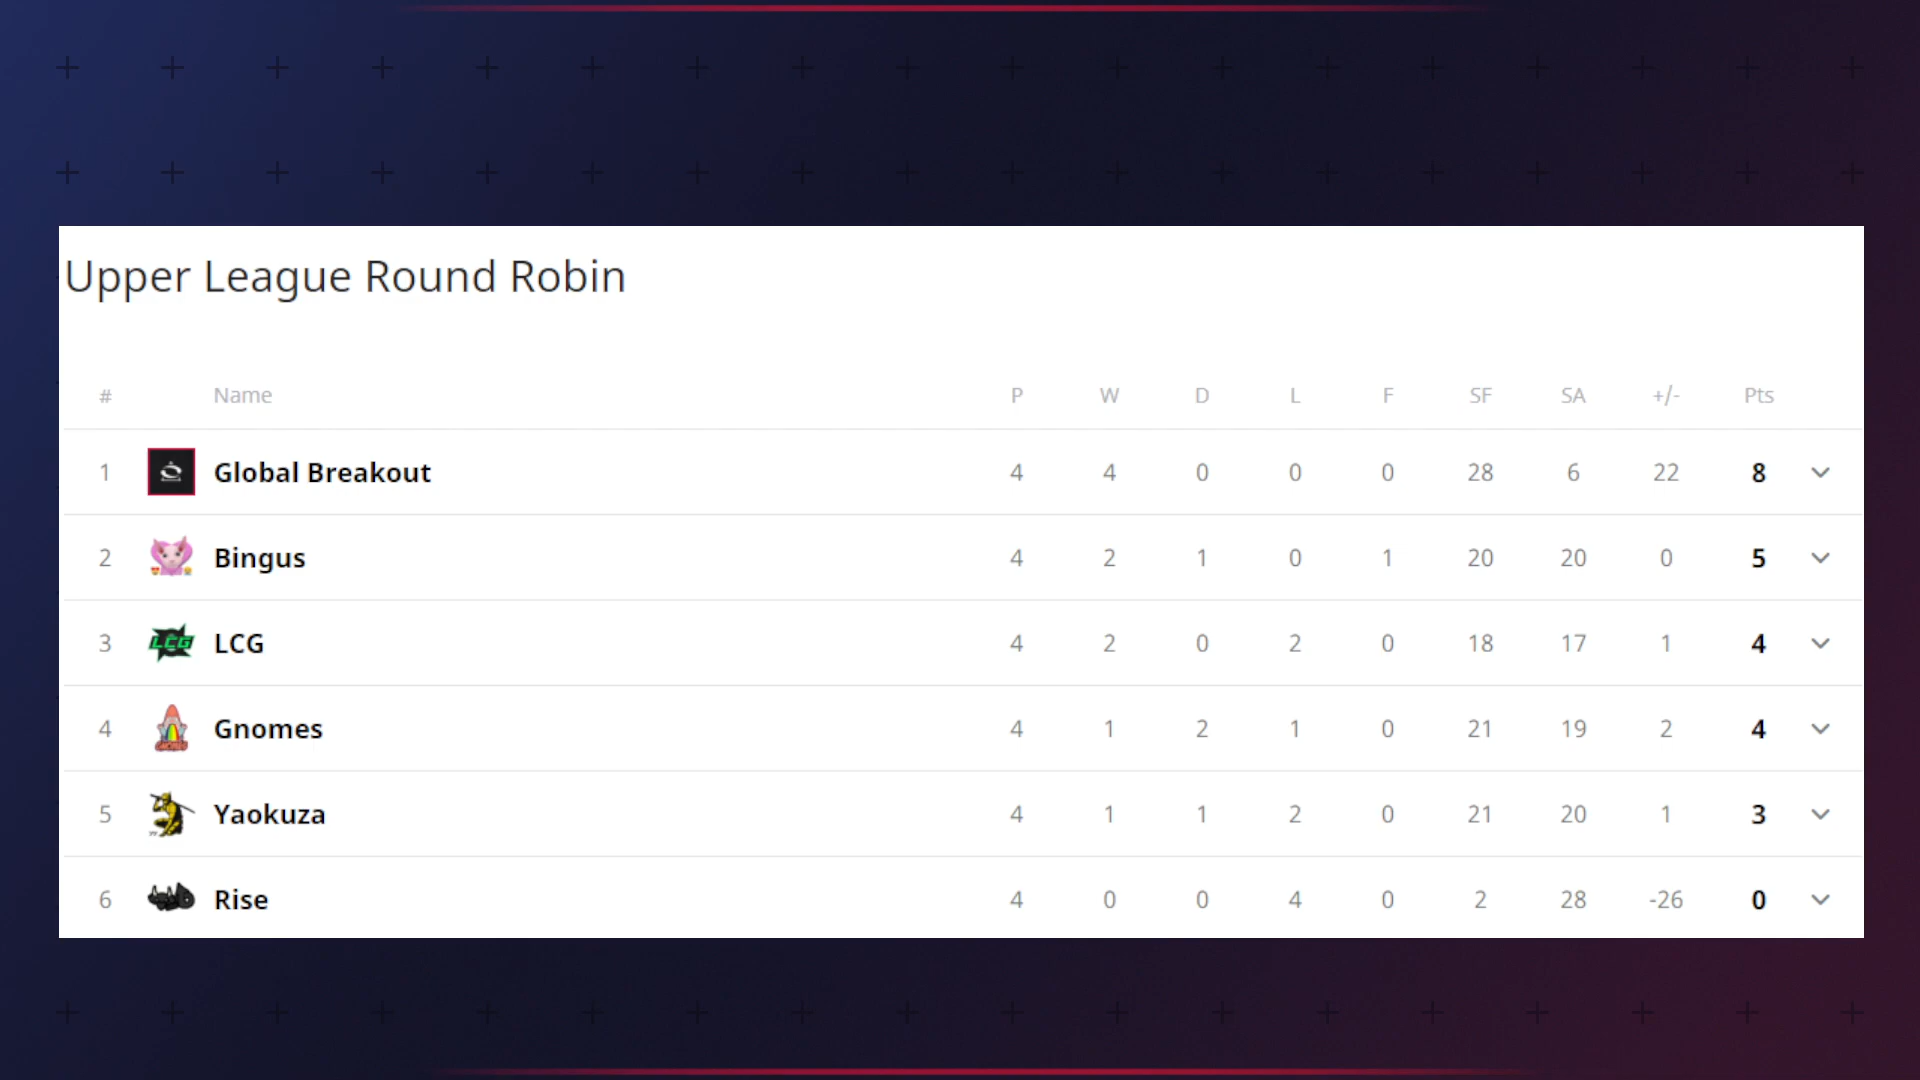 Upper League Round Robin
# Name P W D L F SF SA +/- Pts
1 Global Breakout 4 4 0 0 0 28 6 22 8
2 Bingus 4 2 1 0 1 20 20 0 5
3 LCG LCG 4 2 0 2 0 18 17 1 4
4 Gnomes 4 1 2 1 0 21 19 2 4
5 Yaokuza 4 1 1 2 0 21 20 1 3
6 Rise 4 0 0 4 0 2 28 -26 0